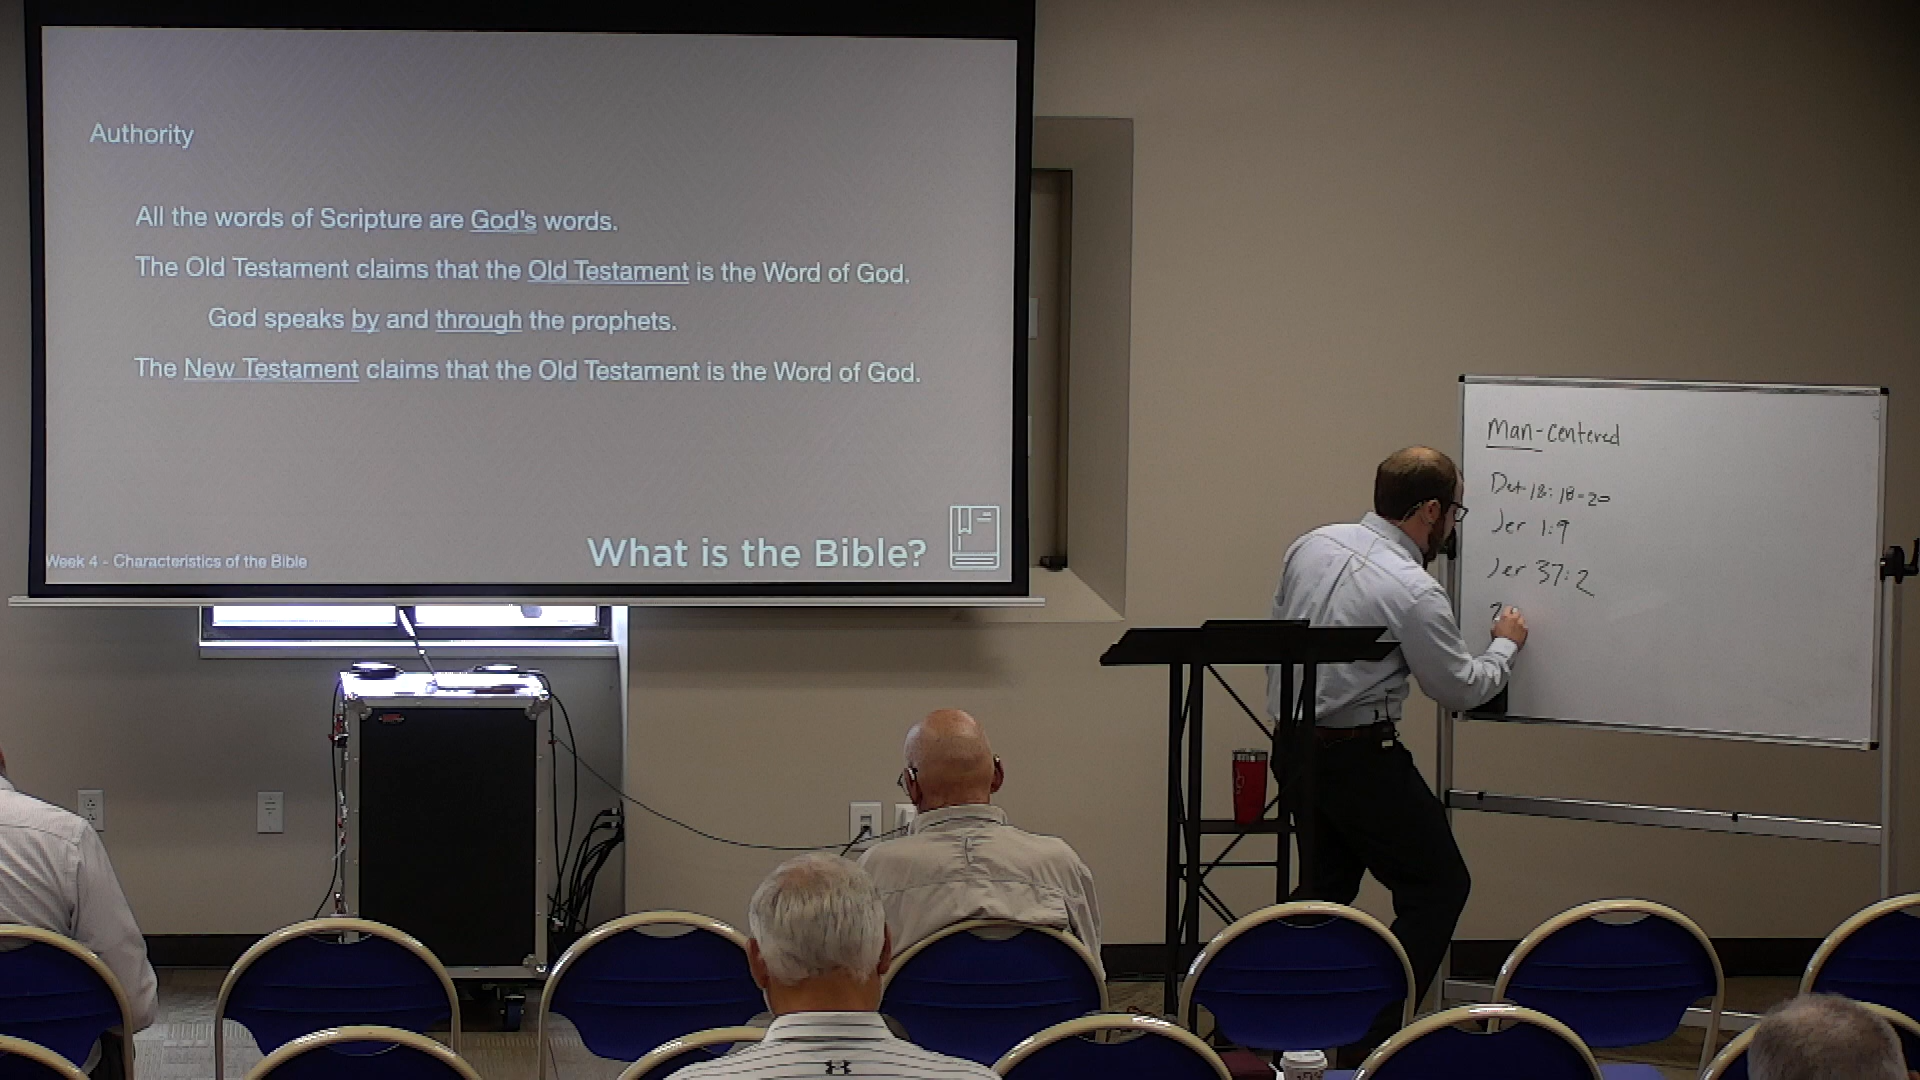 Authority
All the words of Scripture are God's words.
The Old Testament claims that the Old Testament is the Word of God.
God speaks by and through the prophets.
The New Testament claims that the Old Testament is the Word of God.
Week 4 - Characteristics of the Bible
What is the Bible?
Man-centered
Det 18:18-20
Jer 1:9
Jer 37:2